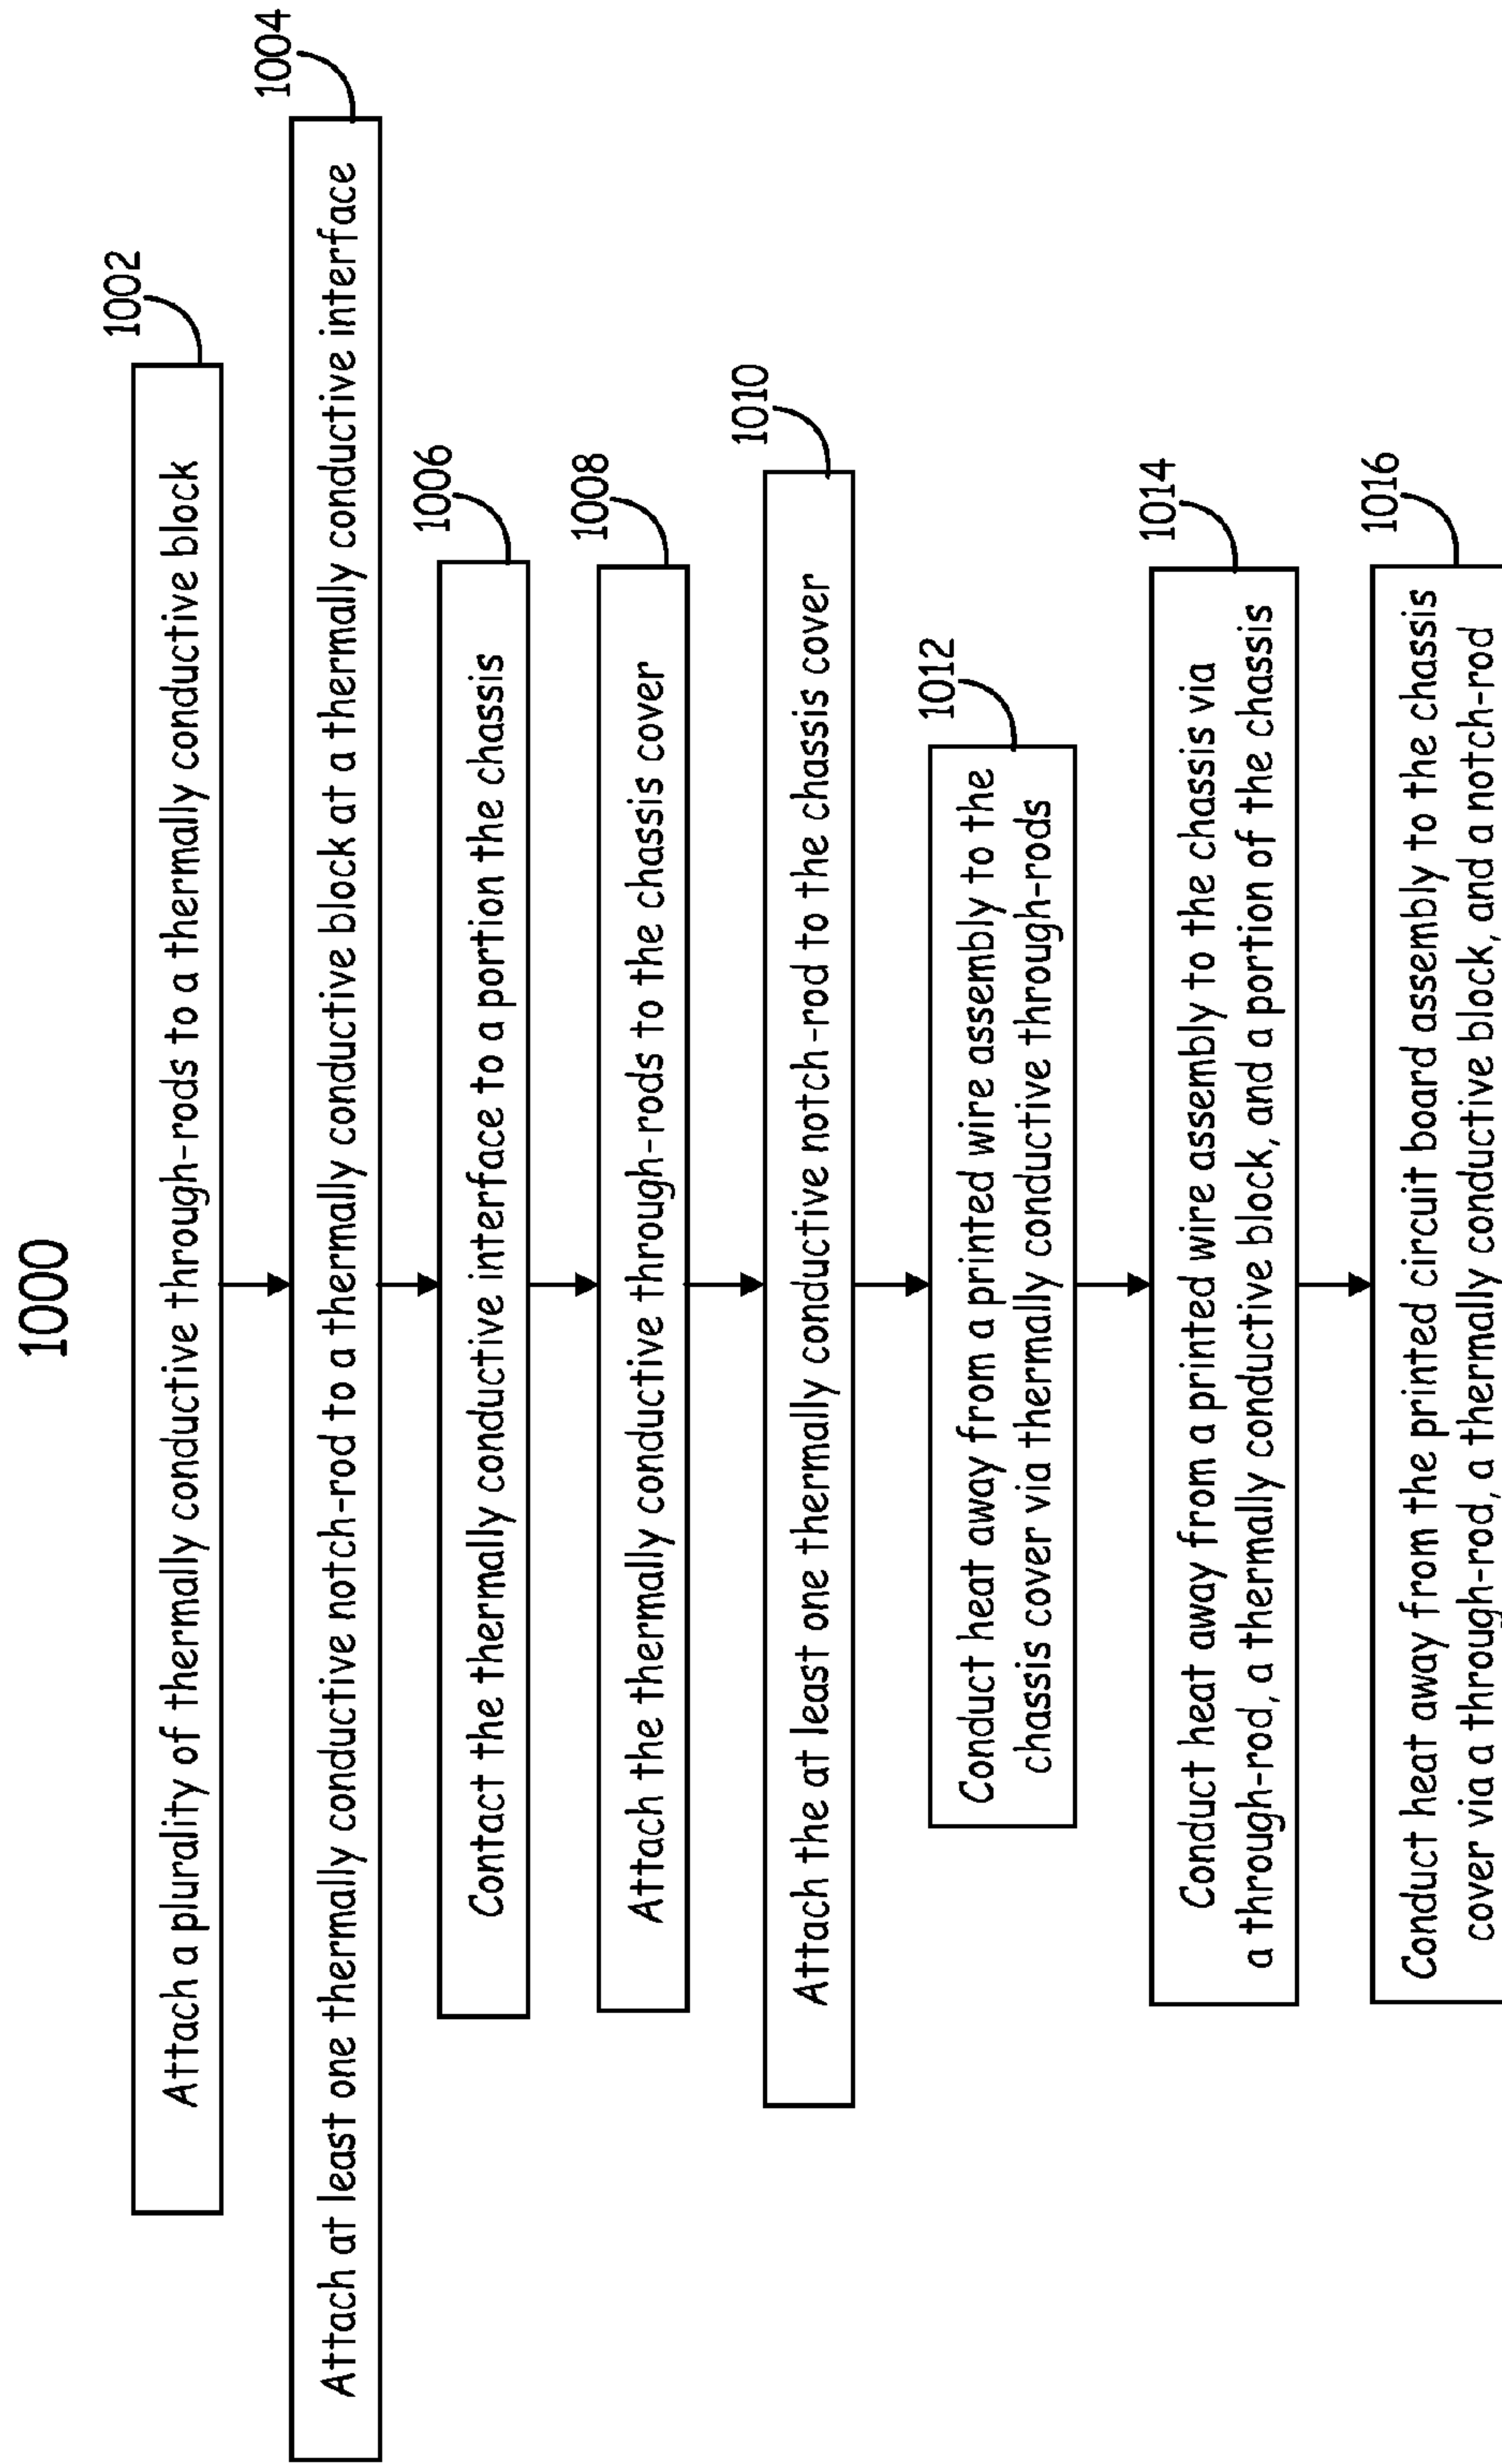 1000
1002
Attach a plurality of thermally conductive through-rods to a thermally conductive block
1004
Attach at least one thermally conductive notch-rod to a thermally conductive block at a thermally conductive interface
1006
Contact the thermally conductive interface to a portion the chassis
1008
Attach the thermally conductive through-rods to the chassis cover
1010
Attach the at least one thermally conductive notch-rod to the chassis cover
1012
Conduct heat away from a printed wire assembly to the
chassis cover via thermally conductive through-rods
1014
Conduct heat away from a printed wire assembly to the chassis via
a through-rod, a thermally conductive block, and a portion of the chassis
1016
Conduct heat away from the printed circuit board assembly to the chassis
cover via a through-rod, a thermally conductive block, and a notch-rod